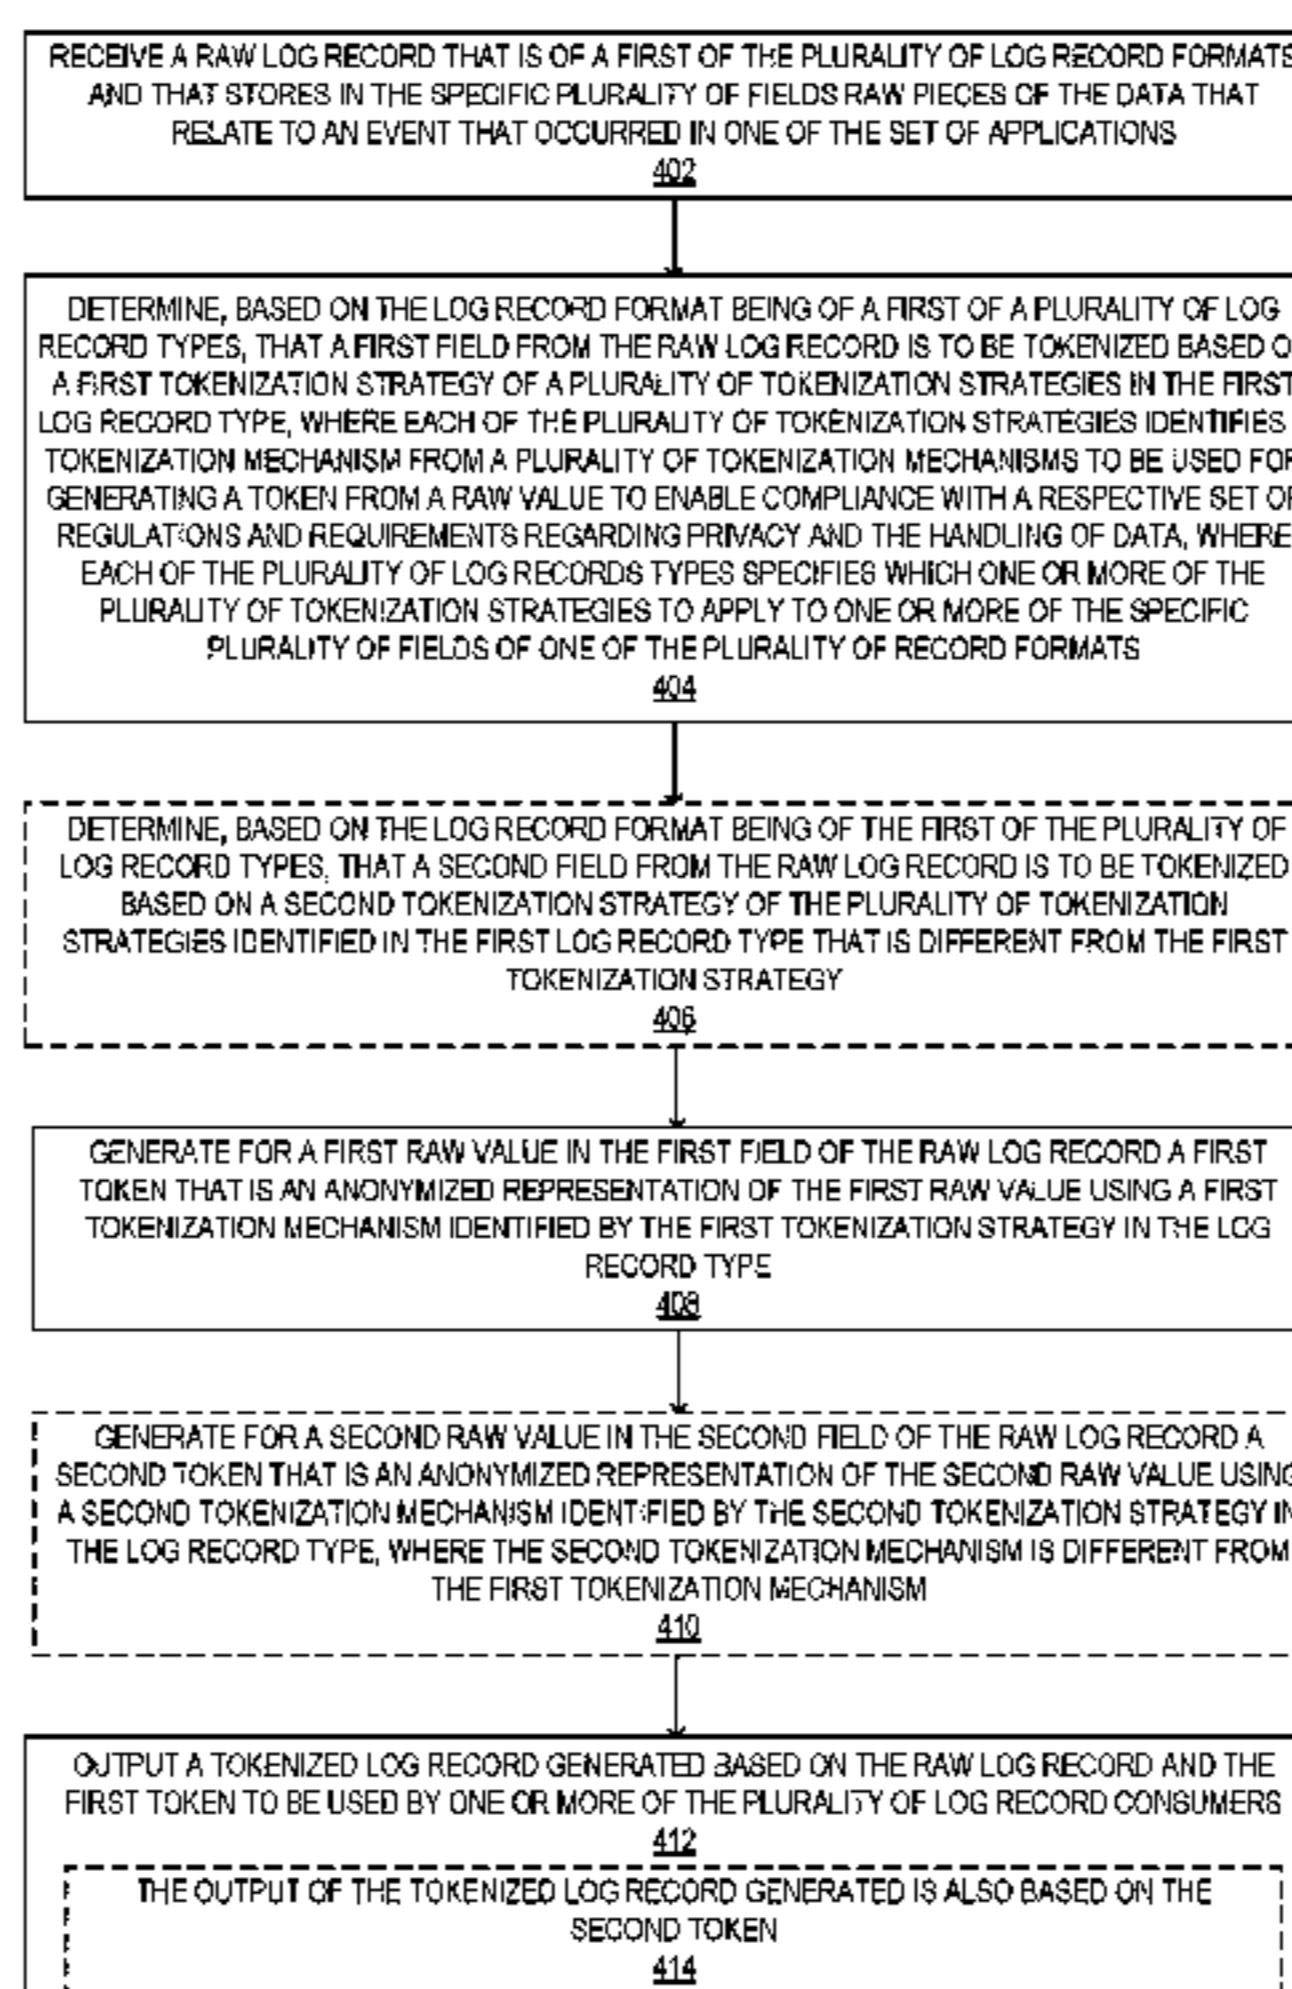 RECEIVE A RAW LOG RECORD THAT IS OF A FIRST OF THE PLURALITY OF LOG RECORD FORMATS
AND THAT STORES IN THE SPECIFIC PLURALITY OF FIELDS RAW PIECES OF THE DATA THAT
RELATE TO AN EVENT THAT OCCURRED IN ONE OF THE SET OF APPLICATIONS
402
DETERMINE, BASED ON THE LOG RECORD FORMAT BEING OF A FIRST OF A PLURALITY OF LOG
RECORD TYPES, THAT A FIRST FIELD FROM THE RAW LOG RECORD IS TO BE TOKENIZED BASED O
A FIRST TOKENIZATION STRATEGY OF A PLURALITY OF TOKENIZATION STRATEGIES IN THE FIRST
LOG RECORD TYPE, WHERE EACH OF THE PLURALITY OF TOKENIZATION STRATEGIES IDENTIFIES
TOKENIZATION MECHANISM FROM A PLURALITY OF TOKENIZATION MECHANISMS TO BE USED FOR
GENERATING A TOKEN FROM A RAW VALUE TO ENABLE COMPLIANCE WITH A RESPECTIVE SET OF
REGULATIONS AND REQUIREMENTS REGARDING PRIVACY AND THE HANDLING OF DATA, WHERE
EACH OF THE PLURALITY OF LOG RECORDS TYPES SPECIFIES WHICH ONE OR MORE OF THE
PLURALITY OF TOKENIZATION STRATEGIES TO APPLY TO ONE OR MORE OF THE SPECIFIC
PLURALITY OF FIELDS OF ONE OF THE PLURALITY OF RECORD FORMATS
404
DETERMINE, BASED ON THE LOG RECORD FORMAT BEING OF THE FIRST OF THE PLURALITY OF
LOG RECORD TYPES, THAT A SECOND FIELD FROM THE RAW LOG RECORD IS TO BE TOKENIZED
BASED ON A SECOND TOKENIZATION STRATEGY OF THE PLURALITY OF TOKENIZATION
STRATEGIES IDENTIFIED IN THE FIRST LOG RECORD TYPE THAT IS DIFFERENT FROM THE FIRST
TOKENIZATION STRATEGY
406
GENERATE FOR A FIRST RAW VALUE IN THE FIRST FIELD OF THE RAW LOG RECORD A FIRST
TOKEN THAT IS AN ANONYMIZED REPRESENTATION OF THE FIRST RAW VALUE USING A FIRST
TOKENIZATION MECHANISM IDENTIFIED BY THE FIRST TOKENIZATION STRATEGY IN THE LOG
RECORD TYPE
408
GENERATE FOR A SECOND RAW VALUE IN THE SECOND FIELD OF THE RAW LOG RECORD A
SECOND TOKEN THAT IS AN ANONYMIZED REPRESENTATION OF THE SECOND RAW VALUE USING
A SECOND TOKENIZATION MECHANISM IDENTIFIED BY THE SECOND TOKENIZATION STRATEGY IN
THE LOG RECORD TYPE, WHERE THE SECOND TOKENIZATION MECHANISM IS DIFFERENT FROM
THE FIRST TOKENIZATION MECHANISM
410
OUTPUT A TOKENIZED LOG RECORD GENERATED BASED ON THE RAW LOG RECORD AND THE
FIRST TOKEN TO BE USED BY ONE OR MORE OF THE PLURALITY OF LOG RECORD CONSUMERS
412
THE OUTPUT OF THE TOKENIZED LOG RECORD GENERATED IS ALSO BASED ON THE
SECOND TOKEN
414